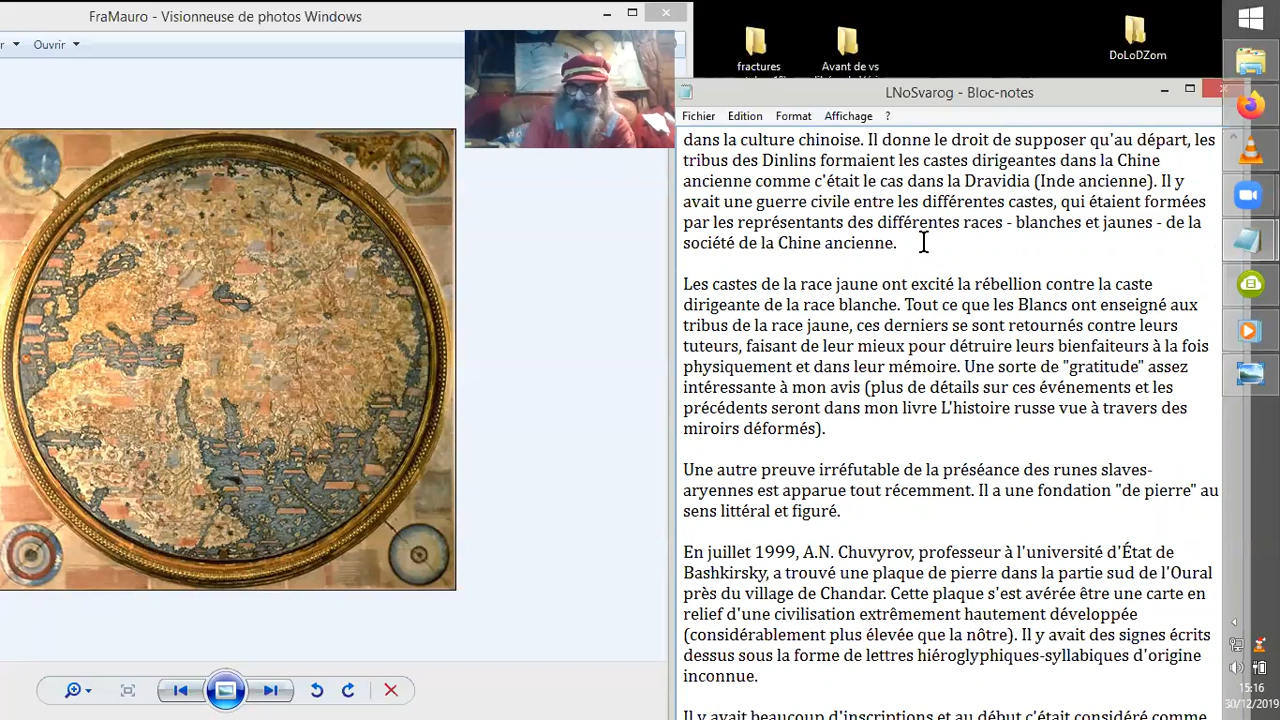 FraMauro - Visionneuse de photos Windows
r
Ouvrir
fractures
Avant de vs
DoLoDZom
LNoSvarog - Bloc-notes
Fichier
Edition
Format
Affichage
?
dans la culture chinoise. Il donne le droit de supposer qu'au départ, les
tribus des Dinlins formaient les castes dirigeantes dans la Chine
ancienne comme c'était le cas dans la Dravidia (Inde ancienne). Il y
avait une guerre civile entre les différentes castes, qui étaient formées
par les représentants des différentes races - blanches et jaunes - de la
société de la Chine ancienne.
Les castes de la race jaune ont excité la rébellion contre la caste
dirigeante de la race blanche. Tout ce que les Blancs ont enseigné aux
tribus de la race jaune, ces derniers se sont retournés contre leurs
tuteurs, faisant de leur mieux pour détruire leurs bienfaiteurs à la fois
physiquement et dans leur mémoire. Une sorte de "gratitude" assez
intéressante à mon avis (plus de détails sur ces événements et les
précédents seront dans mon livre L'histoire russe vue à travers des
miroirs déformés).
Une autre preuve irréfutable de la préséance des runes slaves-
aryennes est apparue tout récemment. Il a une fondation "de pierre" au
sens littéral et figuré.
En juillet 1999, A.N. Chuvyrov, professeur à l'université d'État de
Bashkirsky, a trouvé une plaque de pierre dans la partie sud de l'Oural
près du village de Chandar. Cette plaque s'est avérée être une carte en
relief d'une civilisation extrêmement hautement développée
(considérablement plus élevée que la nôtre). Il y avait des signes écrits
dessus sous la forme de lettres hiéroglyphiques-syllabiques d'origine
inconnue.
Il y avait beaucoup d'inscriptions et au début c'était considéré comme
15:16
30/12/2019